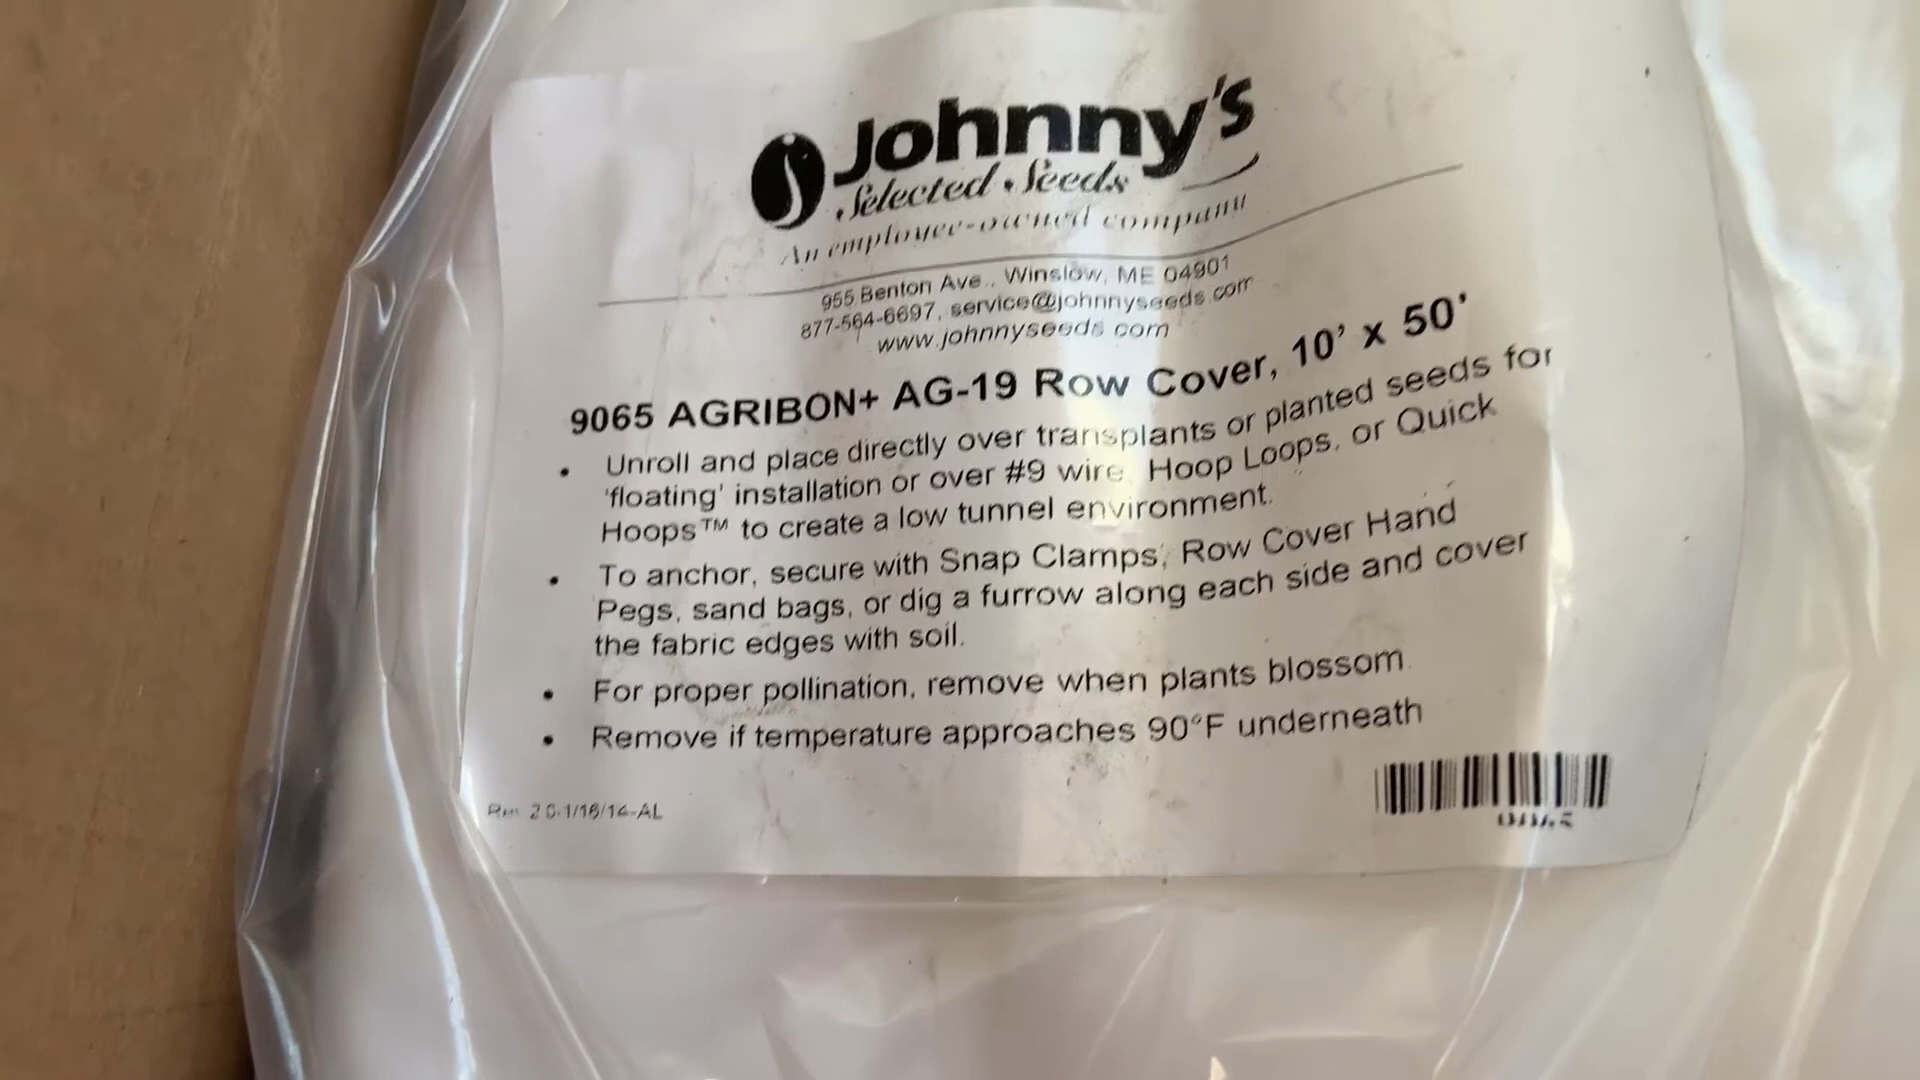 Johnny's
Selected Seeds
An employee-owned company
955 Benton Ave., Winslow, ME 04901
877-564-6697, service@johnnyseeds.com
www.johnnyseeds.com
9065 AGRIBON+ AG-19 Row Cover, 10' x 50'
• Unroll and place directly over transplants or planted seeds for
'floating' installation or over #9 wire, Hoop Loops, or Quick
Hoops™ to create a low tunnel environment.
• To anchor, secure with Snap Clamps, Row Cover Hand
Pegs, sand bags, or dig a furrow along each side and cover
the fabric edges with soil.
• For proper pollination, remove when plants blossom.
• Remove if temperature approaches 90°F underneath
1/16/14-AL